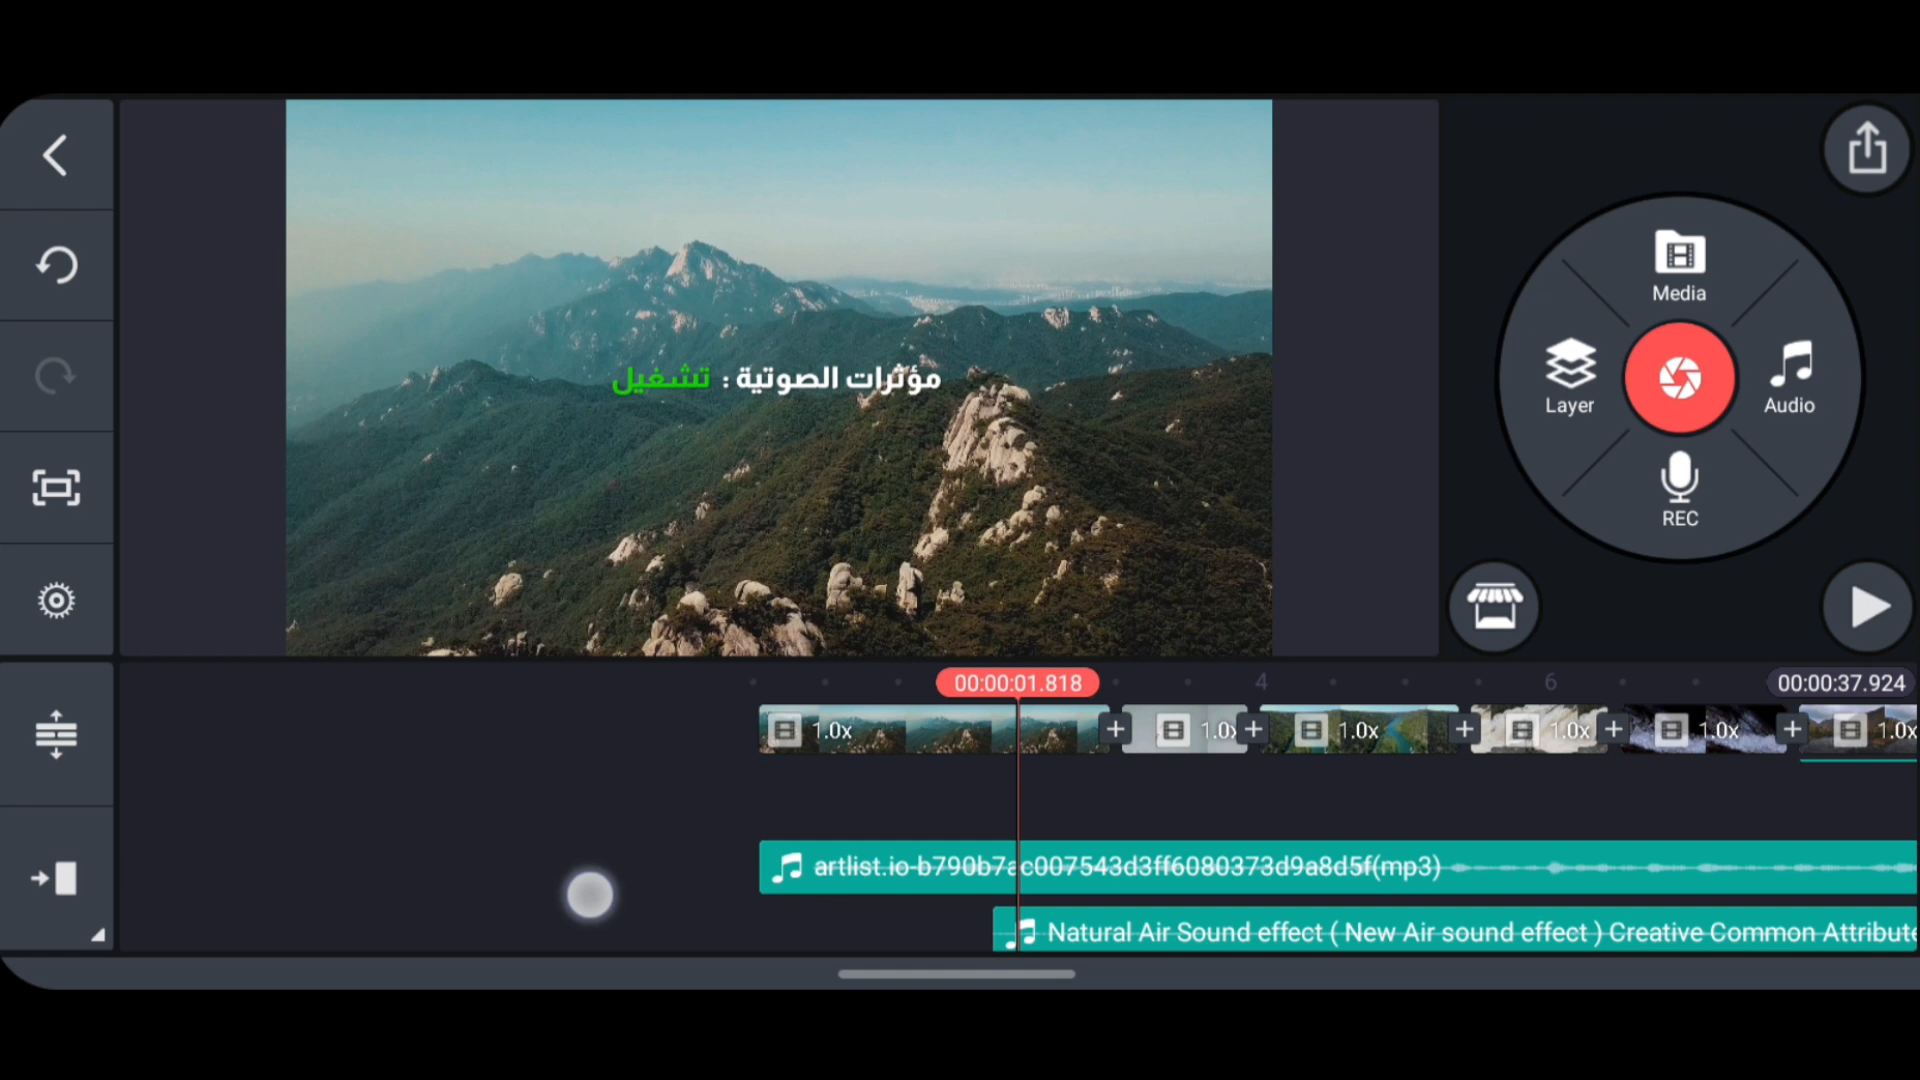 مؤثرات الصوتية : تشغيل
Media
Layer
Audio
REC
00:00:01.818
4
6
00:00:37.924
1.0x
1.0x
1.0x
1.0x
1.0x
1.0x
artlist.io-b790b7ac007543d3ff6080373d9a8d5f(mp3)
Natural Air Sound effect ( New Air sound effect ) Creative Common Attribute